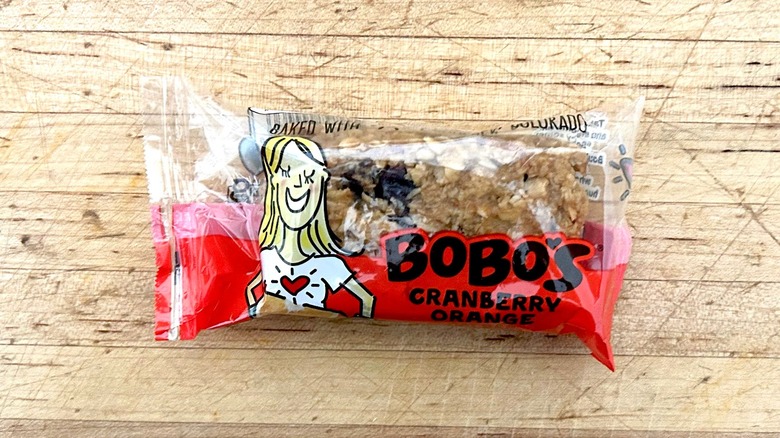 BAKED WITH COLORADO
BOBO'S
CRANBERRY
ORANGE